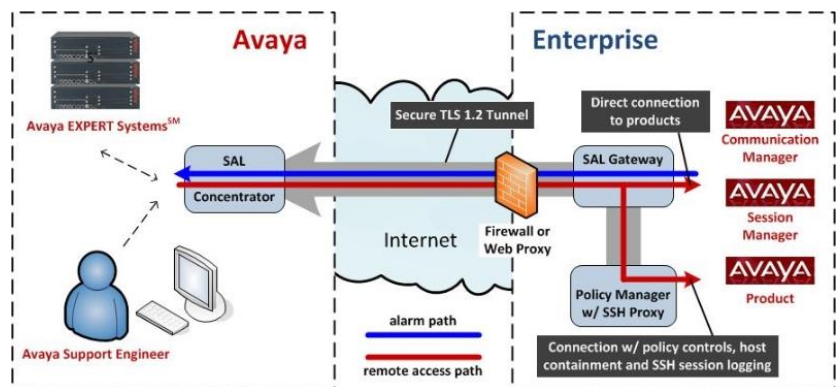 Avaya
Enterprise
Avaya EXPERT Systems℠
Secure TLS 1.2 Tunnel
Direct connection
to products
AVAYA
Communication
Manager
SAL
Concentrator
SAL Gateway
AVAYA
Session
Manager
Internet
Firewall or
Web Proxy
AVAYA
Product
Policy Manager
w/ SSH Proxy
Avaya Support Engineer
alarm path
remote access path
Connection w/ policy controls, host
containment and SSH session logging